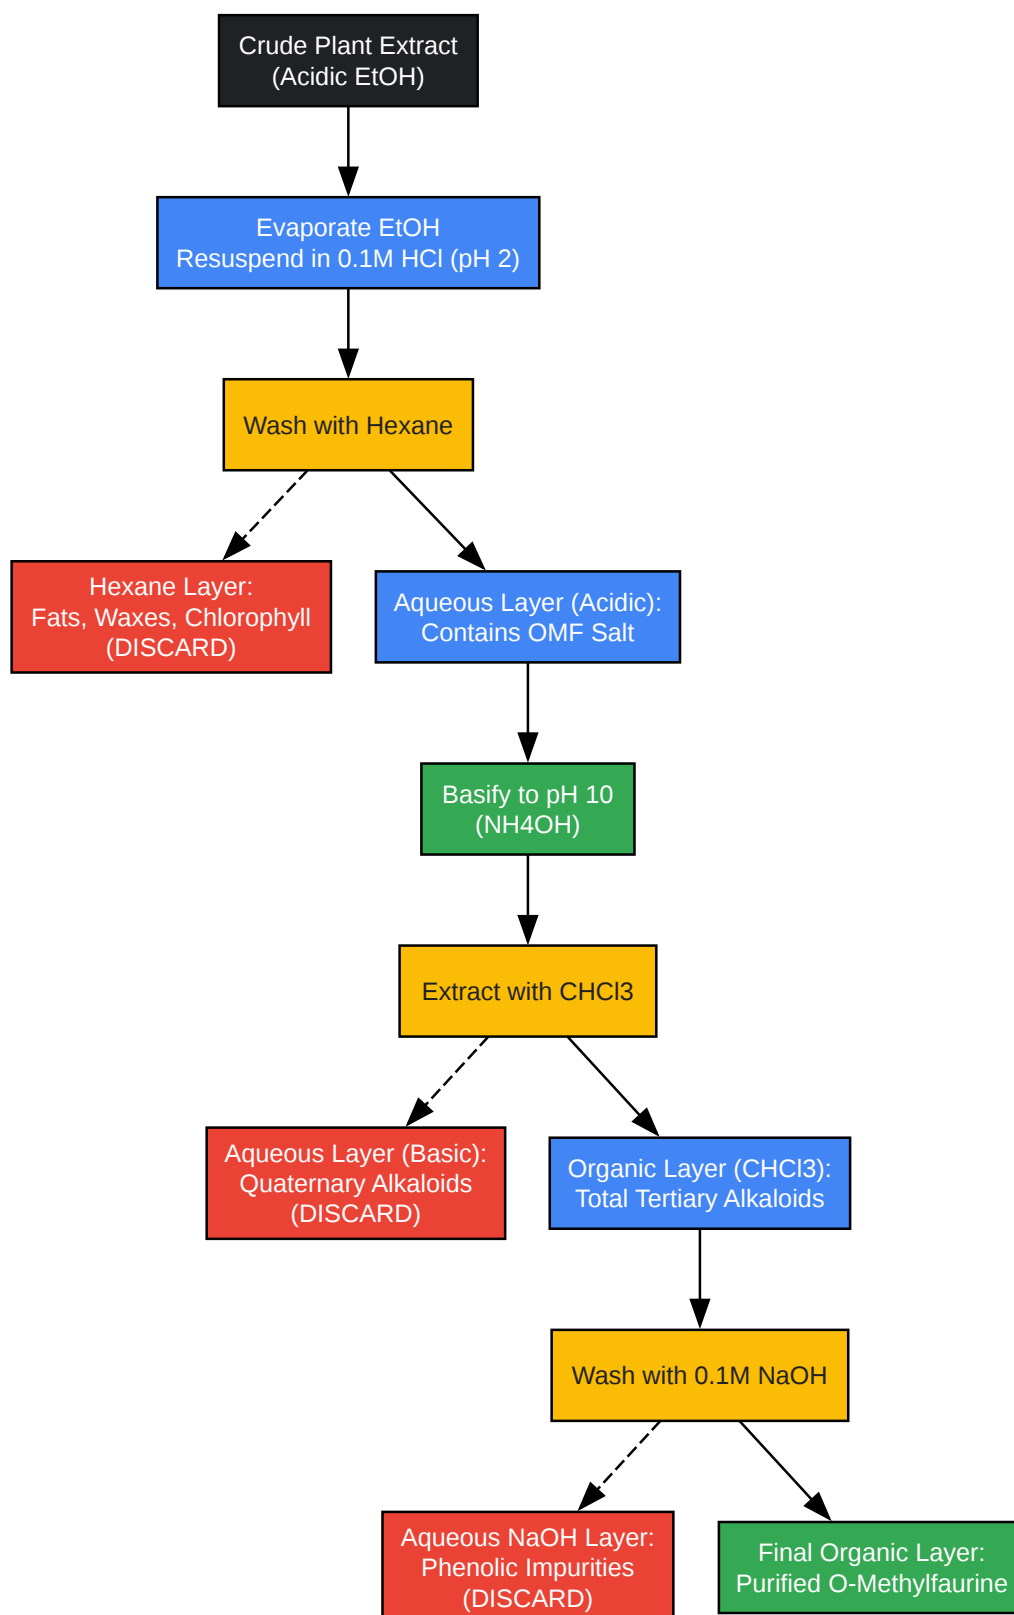 Crude Plant Extract
(Acidic EtOH)
Evaporate EtOH
Resuspend in 0.1M HCl (pH 2)
Wash with Hexane
Hexane Layer:
Fats, Waxes, Chlorophyll
(DISCARD)
Aqueous Layer (Acidic):
Contains OMF Salt
Basify to pH 10
(NH4OH)
Extract with CHCl3
Aqueous Layer (Basic):
Quaternary Alkaloids
(DISCARD)
Organic Layer (CHCl3):
Total Tertiary Alkaloids
Wash with 0.1M NaOH
Aqueous NaOH Layer:
Phenolic Impurities
(DISCARD)
Final Organic Layer:
Purified O-Methylfaurine